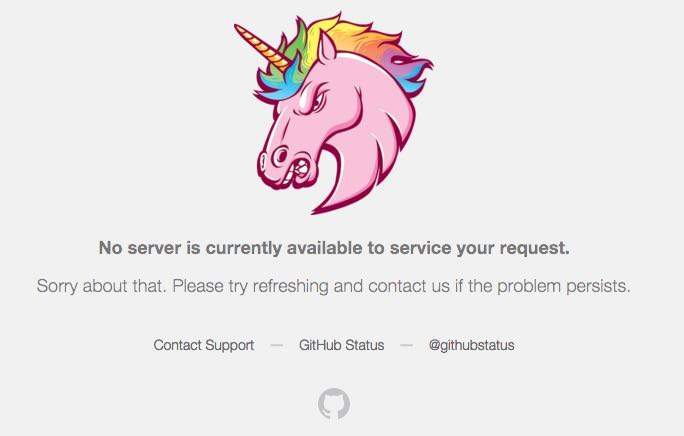 No server is currently available to service your request.
Sorry about that. Please try refreshing and contact us if the problem persists.
Contact Support — GitHub Status — @githubstatus